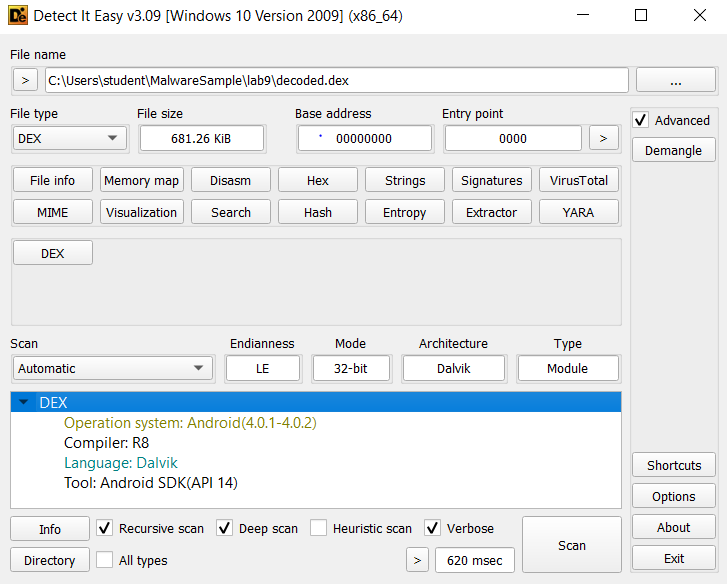 Detect It Easy v3.09 [Windows 10 Version 2009] (x86_64)
File name
> C:\Users\student\MalwareSample\lab9\decoded.dex ...
File type File size Base address Entry point Advanced
DEX 681.26 KiB 00000000 0000 >
Demangle
File info Memory map Disasm Hex Strings Signatures VirusTotal
MIME Visualization Search Hash Entropy Extractor YARA
DEX
Scan Endianness Mode Architecture Type
Automatic LE 32-bit Dalvik Module
DEX
Operation system: Android(4.0.1-4.0.2)
Compiler: R8
Language: Dalvik
Tool: Android SDK(API 14)
Shortcuts
Options
About
Exit
Info Recursive scan Deep scan Heuristic scan Verbose Scan
Directory All types > 620 msec